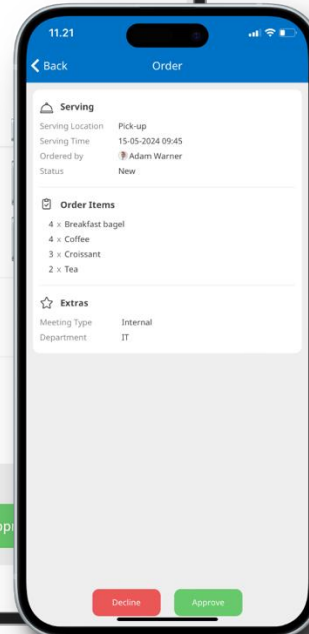 11.21
Back Order
Serving
Serving Location Pick-up
Serving Time 15-05-2024 09:45
Ordered by Adam Warner
Status New
Order Items
4 x Breakfast bagel
4 x Coffee
3 x Croissant
2 x Tea
Extras
Meeting Type Internal
Department IT
Decline Approve